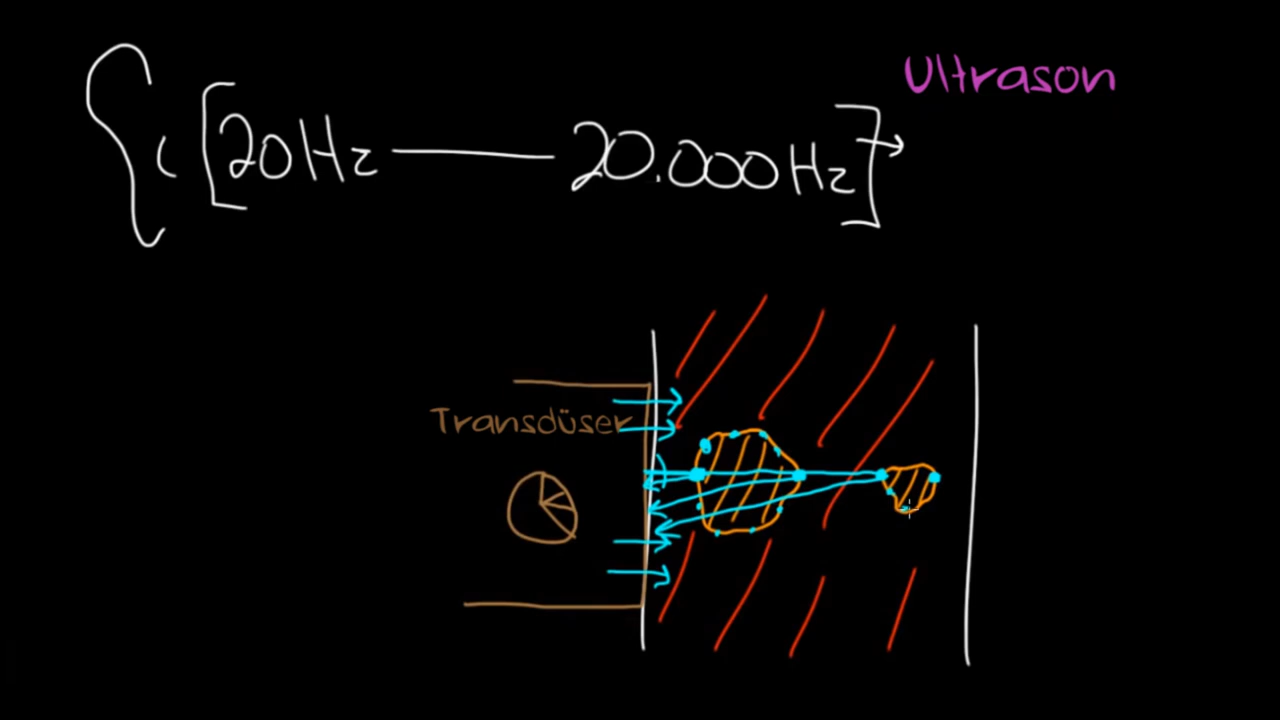 Ultrason
[20Hz — 20.000Hz]
Transdüser